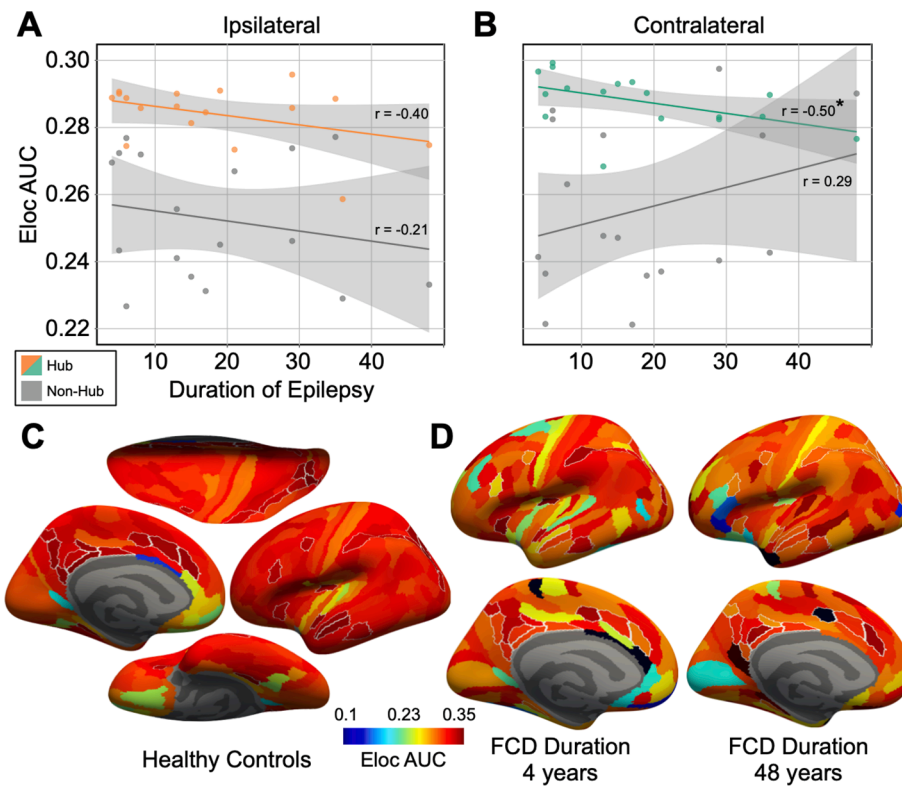 A
Ipsilateral
B
Contralateral
Eloc AUC
0.30
0.28
0.26
0.24
0.22
r = -0.40
r = -0.21
r = -0.50*
r = 0.29
10 20 30 40
10 20 30 40
Hub
Non-Hub
Duration of Epilepsy
C
D
0.1 0.23 0.35
Eloc AUC
Healthy Controls
FCD Duration
4 years
FCD Duration
48 years